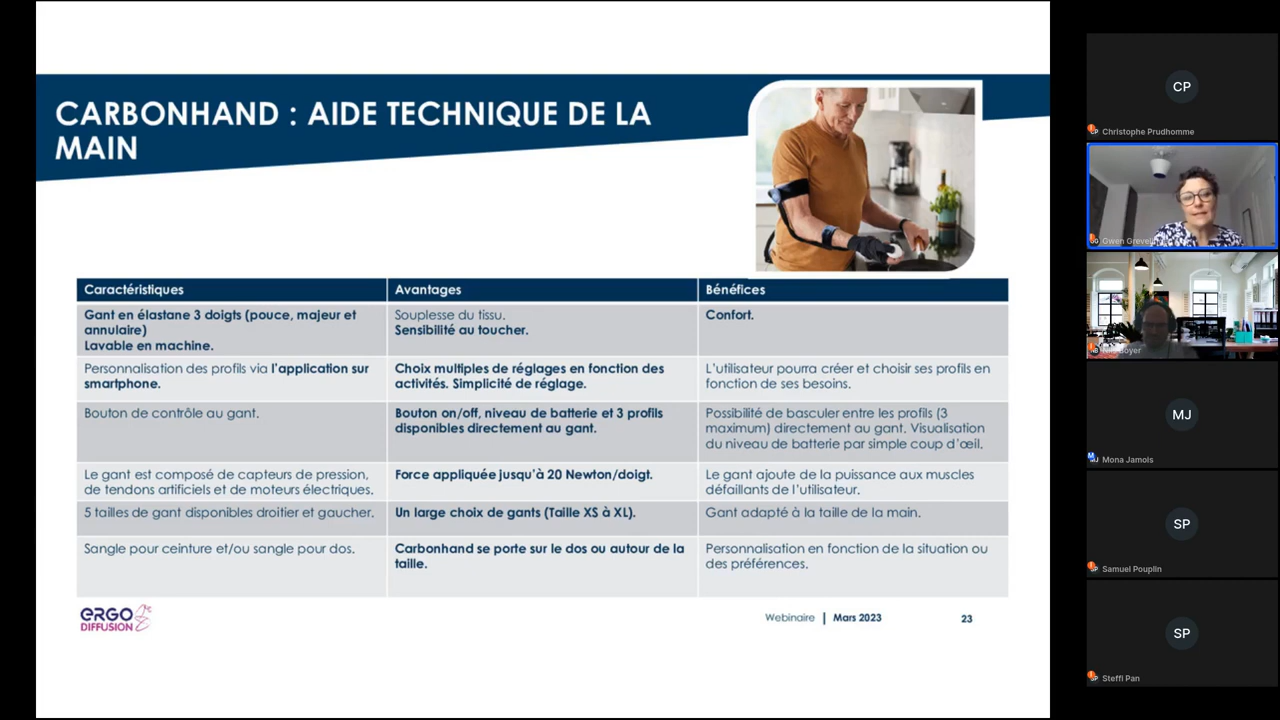 CARBONHAND : AIDE TECHNIQUE DE LA
MAIN
Caractéristiques
Avantages
Bénéfices
Gant en élastane 3 doigts (pouce, majeur et
annulaire)
Lavable en machine.
Souplesse du tissu.
Sensibilité au toucher.
Confort.
Personnalisation des profils via l'application sur
smartphone.
Choix multiples de réglages en fonction des
activités. Simplicité de réglage.
L'utilisateur pourra créer et choisir ses profils en
fonction de ses besoins.
Bouton de contrôle au gant.
Bouton on/off, niveau de batterie et 3 profils
disponibles directement au gant.
Possibilité de basculer entre les profils (3
maximum) directement au gant. Visualisation
du niveau de batterie par simple coup d'œil.
Le gant est composé de capteurs de pression,
de tendons artificiels et de moteurs électriques.
Force appliquée jusqu'à 20 Newton/doigt.
Le gant ajoute de la puissance aux muscles
défaillants de l'utilisateur.
5 tailles de gant disponibles droitier et gaucher.
Un large choix de gants (Taille XS à XL).
Gant adapté à la taille de la main.
Sangle pour ceinture et/ou sangle pour dos.
Carbonhand se porte sur le dos ou autour de la
taille.
Personnalisation en fonction de la situation ou
des préférences.
ERGO
DIFFUSION
Webinaire | Mars 2023
23
CP
Christophe Prudhomme
Gwen
Boyer
MJ
Mona Jamois
SP
Samuel Pouplin
SP
Steffi Pan